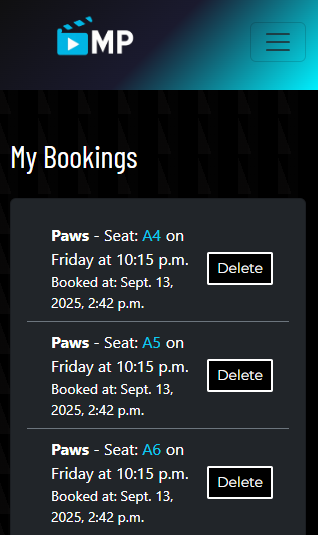 MP
My Bookings
Paws - Seat: A4 on
Friday at 10:15 p.m.
Booked at: Sept. 13,
2025, 2:42 p.m.
Delete
Paws - Seat: A5 on
Friday at 10:15 p.m.
Booked at: Sept. 13,
2025, 2:42 p.m.
Delete
Paws - Seat: A6 on
Friday at 10:15 p.m.
Booked at: Sept. 13,
2025, 2:42 p.m.
Delete